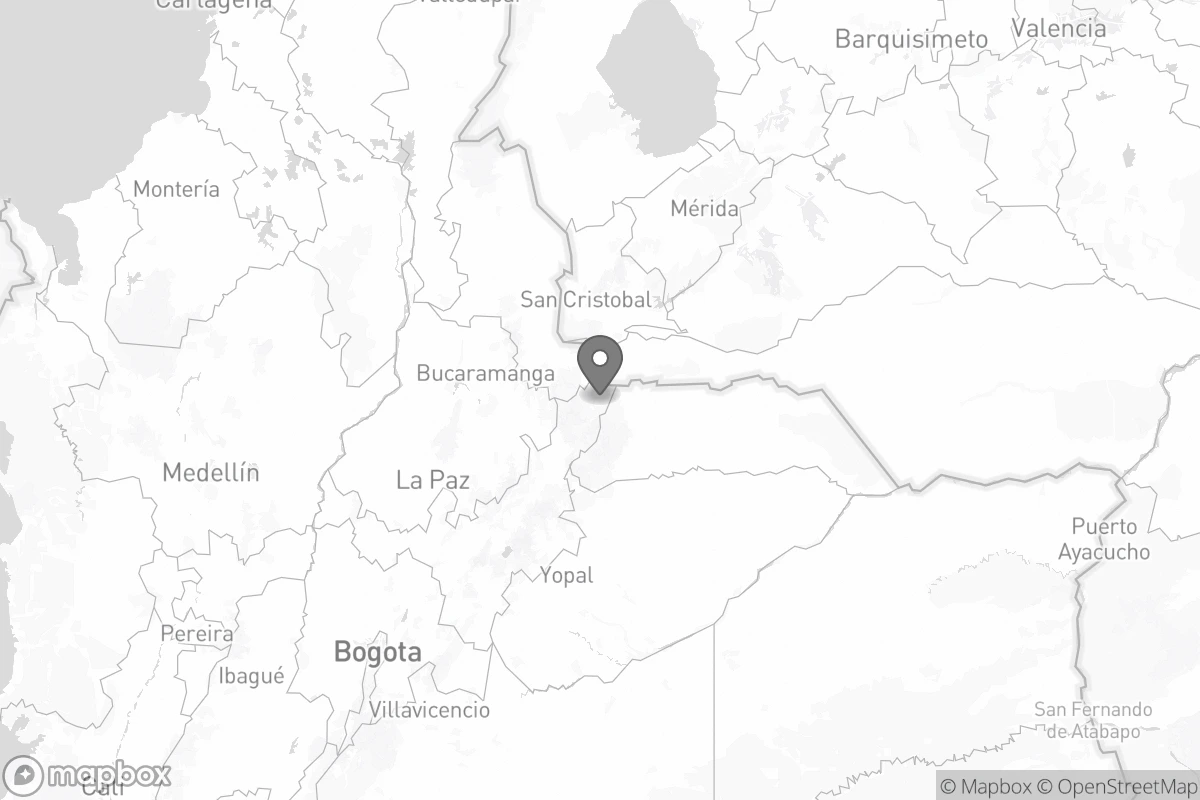 Cartagena
Valledupar
Barquisimeto
Valencia
Montería
Mérida
San Cristobal
Bucaramanga
Medellín
La Paz
Puerto
Ayacucho
Yopal
Pereira
Bogota
Ibagué
Villavicencio
San Fernando
de Atabapo
Cali
mapbox
© Mapbox © OpenStreetMap